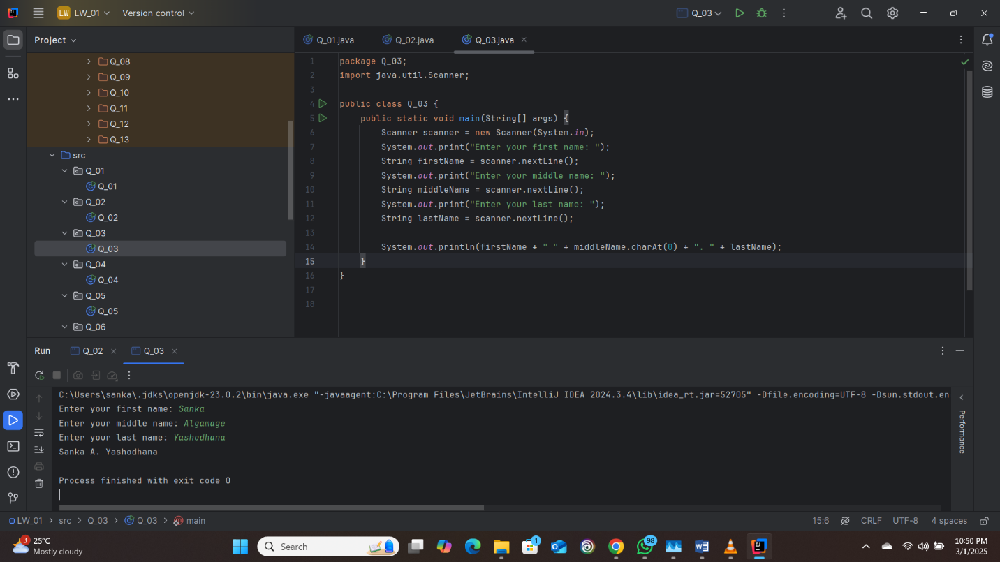 LW LW_01 Version control Q_03
Project
Q_08
Q_09
Q_10
Q_11
Q_12
Q_13
src
Q_01
Q_01
Q_02
Q_02
Q_03
Q_03
Q_04
Q_04
Q_05
Q_05
Q_06
Q_01.java Q_02.java Q_03.java
1 package Q_03;
2 import java.util.Scanner;
3
4 public class Q_03 {
5 public static void main(String[] args) {
6 Scanner scanner = new Scanner(System.in);
7 System.out.print("Enter your first name: ");
8 String firstName = scanner.nextLine();
9 System.out.print("Enter your middle name: ");
10 String middleName = scanner.nextLine();
11 System.out.print("Enter your last name: ");
12 String lastName = scanner.nextLine();
13
14 System.out.println(firstName + " " + middleName.charAt(0) + ". " + lastName);
15 }
16 }
17
18
Run Q_02 Q_03
C:\Users\sanka\.jdks\openjdk-23.0.2\bin\java.exe "-javaagent:C:\Program Files\JetBrains\IntelliJ IDEA 2024.3.4\lib\idea_rt.jar=52705" -Dfile.encoding=UTF-8 -Dsun.stdout.en
Enter your first name: Sanka
Enter your middle name: Algamage
Enter your last name: Yashodhana
Sanka A. Yashodhana
Process finished with exit code 0
Performance
LW_01 > src > Q_03 > Q_03 > main 15:6 CRLF UTF-8 4 spaces
3 25°C
Mostly cloudy
Search
1
98
10:50 PM
3/1/2025